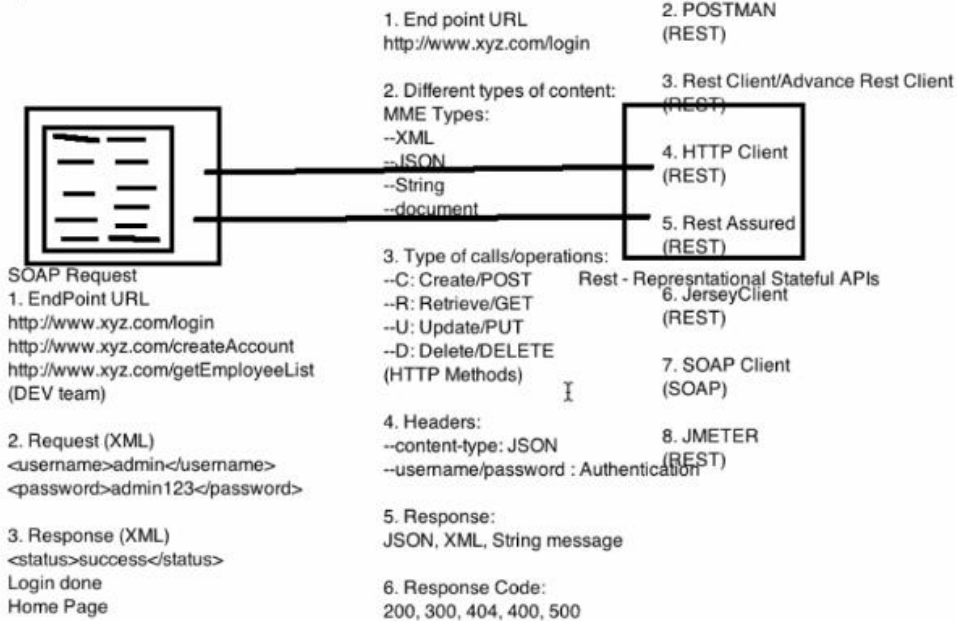 SOAP Request
1. EndPoint URL
http://www.xyz.com/login
http://www.xyz.com/createAccount
http://www.xyz.com/getEmployeeList
(DEV team)
2. Request (XML)
<username>admin</username>
<password>admin123</password>
3. Response (XML)
<status>success</status>
Login done
Home Page
1. End point URL
http://www.xyz.com/login
2. Different types of content:
MME Types:
--XML
--JSON
--String
--document
3. Type of calls/operations:
--C: Create/POST
--R: Retrieve/GET
--U: Update/PUT
--D: Delete/DELETE
(HTTP Methods)
4. Headers:
--content-type: JSON
--username/password : Authentication
5. Response:
JSON, XML, String message
6. Response Code:
200, 300, 404, 400, 500
2. POSTMAN
(REST)
3. Rest Client/Advance Rest Client
(REST)
4. HTTP Client
(REST)
5. Rest Assured
(REST)
Rest - Represntational Stateful APIs
6. JerseyClient
(REST)
7. SOAP Client
(SOAP)
8. JMETER
(REST)